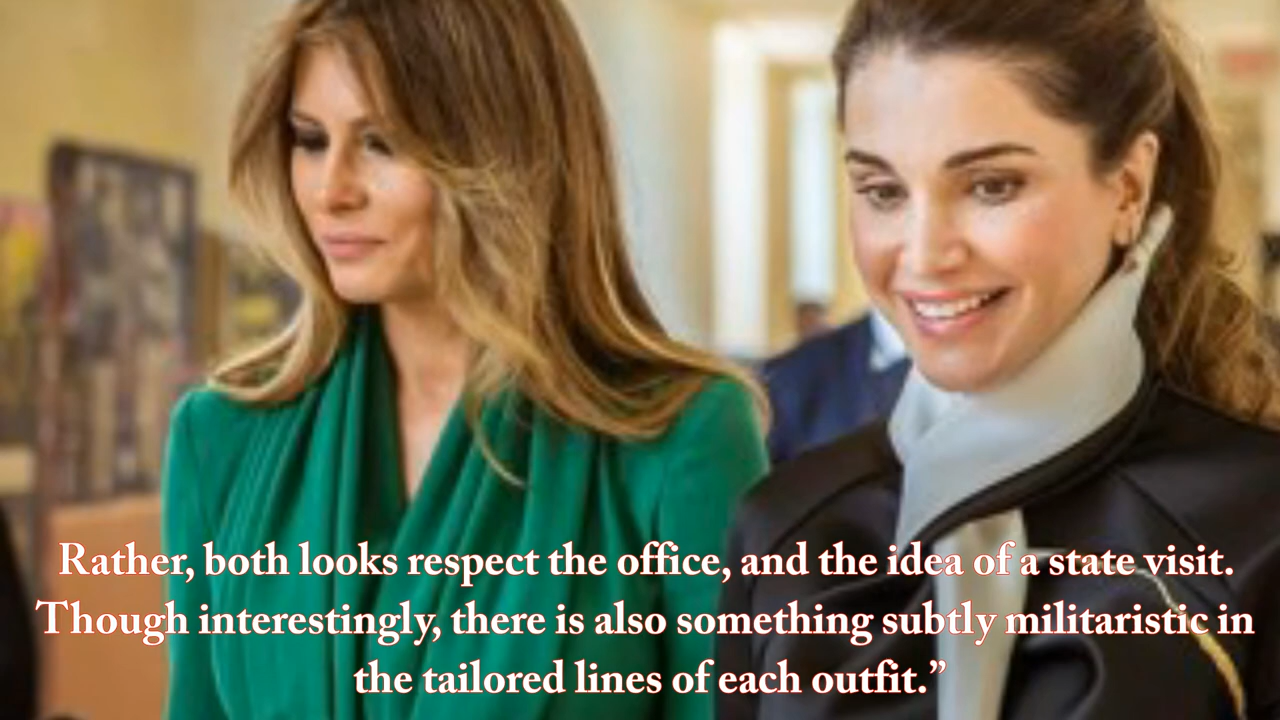 Rather, both looks respect the office, and the idea of a state visit.
Though interestingly, there is also something subtly militaristic in
the tailored lines of each outfit.”